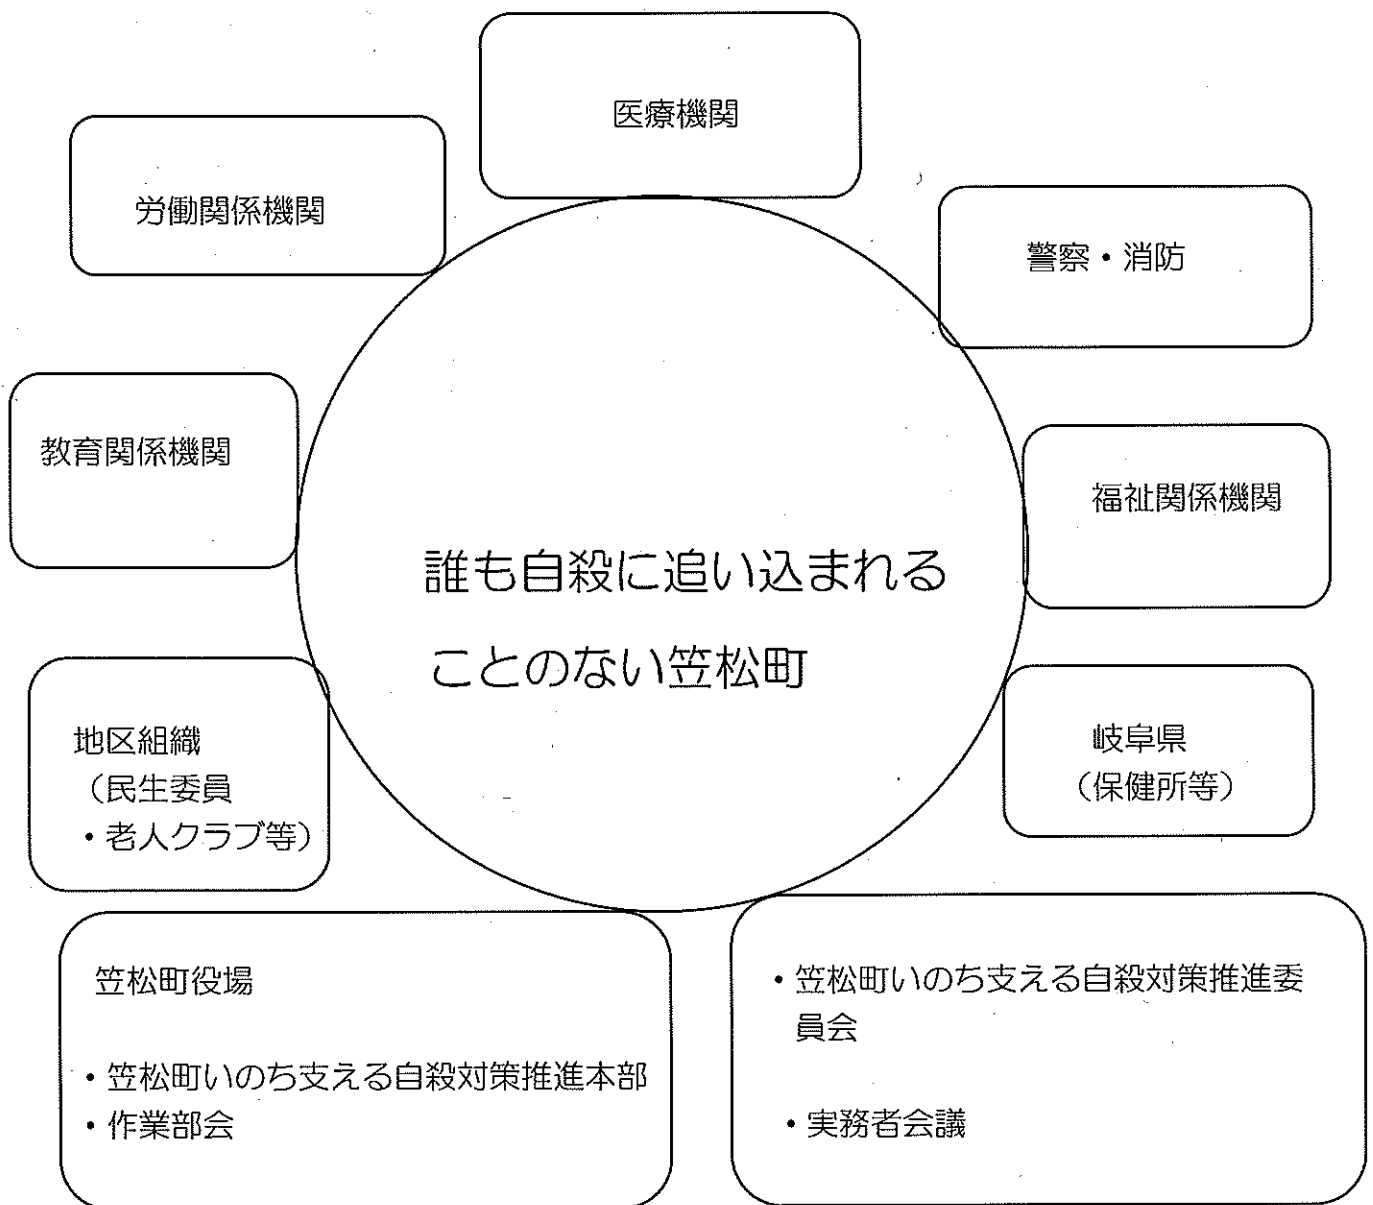 医療機関
労働関係機関
警察・消防
教育関係機関
福祉関係機関
誰も自殺に追い込まれる
ことのない笠松町
地区組織
（民生委員
・老人クラブ等）
岐阜県
（保健所等）
笠松町役場
・笠松町いのち支える自殺対策推進本部
・作業部会
・笠松町いのち支える自殺対策推進委
員会
・実務者会議